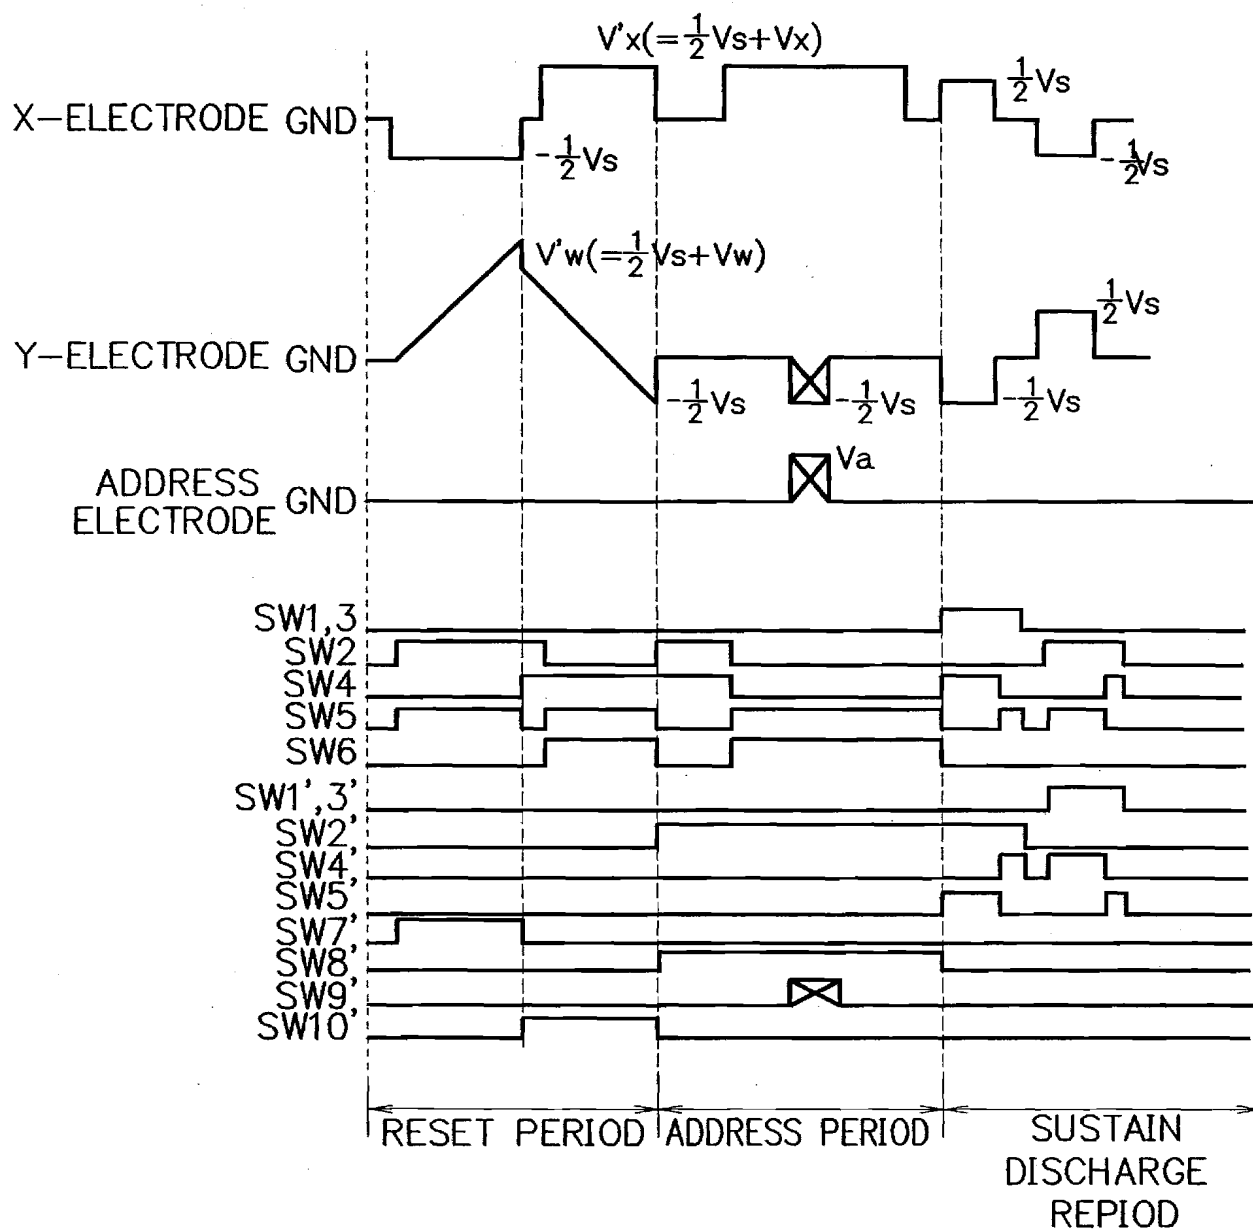 V'x(=1/2Vs+Vx)
X-ELECTRODE GND
1/2Vs
-1/2Vs
-1/2Vs
V'w(=1/2Vs+Vw)
1/2Vs
Y-ELECTRODE GND
-1/2Vs
-1/2Vs
-1/2Vs
Va
ADDRESS
ELECTRODE GND
SW1,3
SW2
SW4
SW5
SW6
SW1',3'
SW2'
SW4'
SW5'
SW7'
SW8'
SW9'
SW10'
RESET PERIOD
ADDRESS PERIOD
SUSTAIN
DISCHARGE
REPIOD